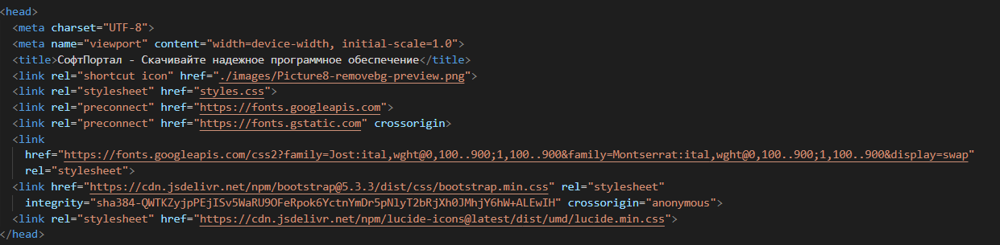 <head>
<meta charset="UTF-8">
<meta name="viewport" content="width=device-width, initial-scale=1.0">
<title>СофтПортал - Скачивайте надежное программное обеспечение</title>
<link rel="shortcut icon" href="./images/Picture8-removebg-preview.png">
<link rel="stylesheet" href="styles.css">
<link rel="preconnect" href="https://fonts.googleapis.com">
<link rel="preconnect" href="https://fonts.gstatic.com" crossorigin>
<link
href="https://fonts.googleapis.com/css2?family=Jost:ital,wght@0,100..900;1,100..900&family=Montserrat:ital,wght@0,100..900;1,100..900&display=swap"
rel="stylesheet">
<link href="https://cdn.jsdelivr.net/npm/bootstrap@5.3.3/dist/css/bootstrap.min.css" rel="stylesheet"
integrity="sha384-QWTKZyjpPEjISv5WaRU9OFeRpok6YctnYmDr5pNlyT2bRjXh0JMhjY6hW+ALEwIH" crossorigin="anonymous">
<link rel="stylesheet" href="https://cdn.jsdelivr.net/npm/lucide-icons@latest/dist/umd/lucide.min.css">
</head>